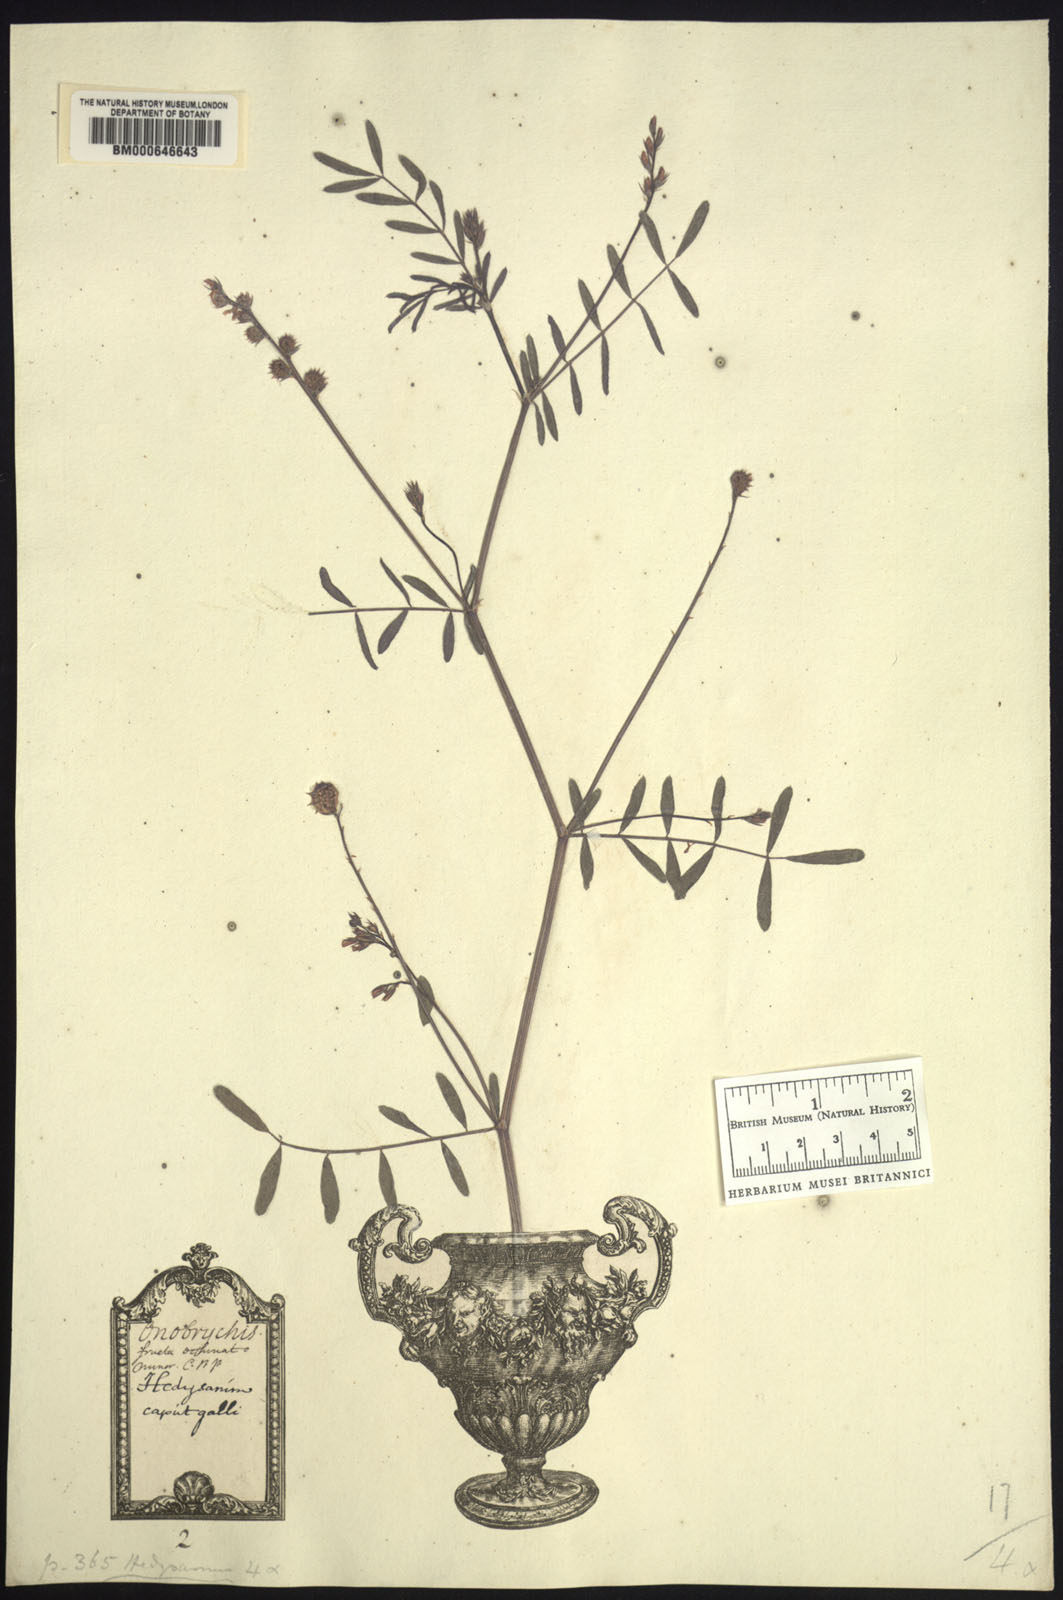 THE NATURAL HISTORY MUSEUM, LONDON
DEPARTMENT OF BOTANY
BM000646643
1 2
BRITISH MUSEUM (NATURAL HISTORY)
1 2 3 4 5
HERBARIUM MUSEI BRITANNICI
Onobrychis.
fructu echinato
minor. C. B. P.
Hedysarum
caput galli
2
p. 365 Hedysarum 4 α
17
4. α